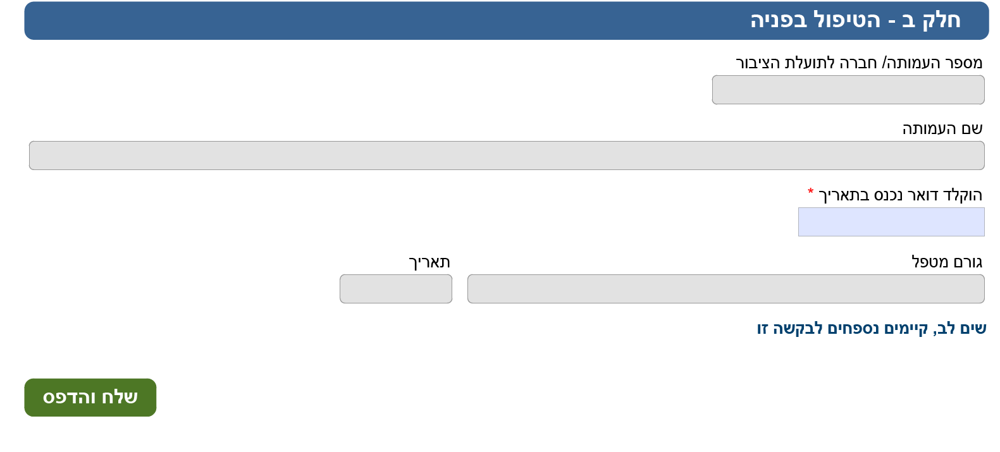 חלק ב - הטיפול בפניה
מספר העמותה/ חברה לתועלת הציבור
שם העמותה
הוקלד דואר נכנס בתאריך *
גורם מטפל
תאריך
שים לב, קיימים נספחים לבקשה זו
שלח והדפס